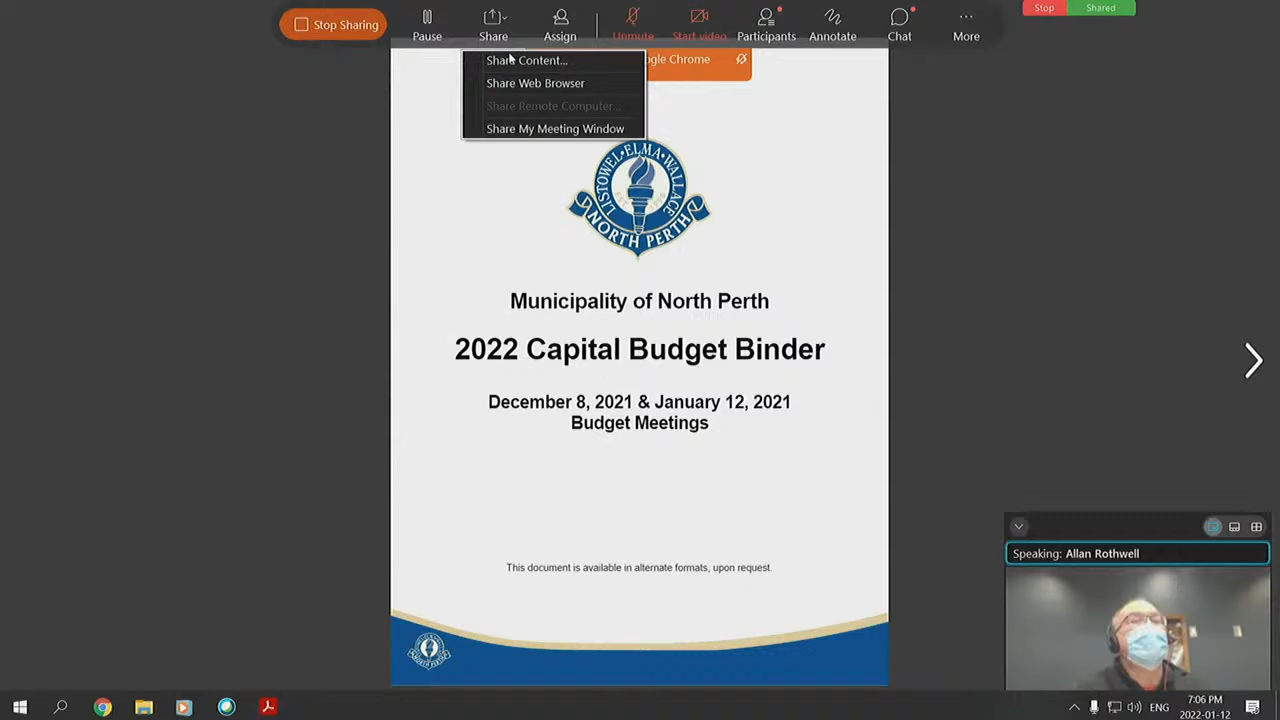 Stop Sharing
Pause
Share
Assign
Unmute
Start video
Participants
Annotate
Chat
More
Stop
Shared
Share Content...
Share Web Browser
Share Remote Computer...
Share My Meeting Window
ogle Chrome
LISTOWEL•ELMA•WALLACE
NORTH PERTH
Municipality of North Perth
2022 Capital Budget Binder
December 8, 2021 & January 12, 2021
Budget Meetings
This document is available in alternate formats, upon request.
Speaking: Allan Rothwell
ENG
7:06 PM
2022-01-12